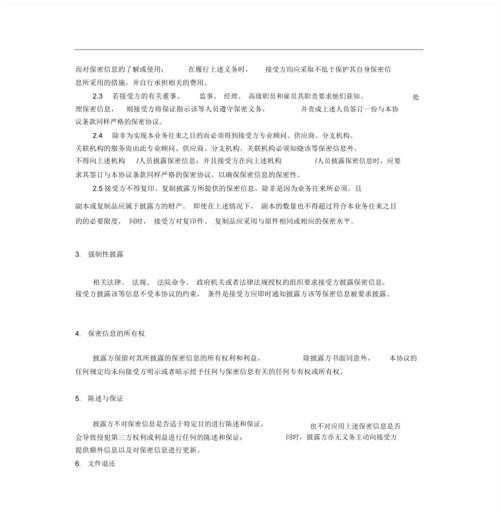 而对保密信息的了解或使用； 在履行上述义务时， 接受方均应采取不低于保护其自身保密信
息所采用的措施，并自行承担相关的费用。
2.3 若接受方的有关董事、 监事、 经理、 高级职员和雇员其职责要求他们获知、 处
理保密信息， 则接受方将保证指示该等人员遵守保密义务， 并责成上述人员签订一份与本协
议条款同样严格的保密协议。
2.4 除非为实现本业务往来之目的而必须得到接受方专业顾问、供应商、分支机构、
关联机构的服务而由此专业顾问、供应商、分支机构、关联机构必须知晓该等保密信息外，
不得向上述机构 /人员披露保密信息；并且接受方在向上述机构 /人员披露保密信息时，应要
求其签订与本协议条款同样严格的保密协议，以确保保密信息的保密性。
2.5 接受方不得复印、复制披露方所提供的保密信息，除非是因为业务往来所必须，且
副本或复制品应属于披露方的财产。 即使在上述情况下， 副本的数量也不得超过符合本业务往来之目
的的必要限度， 同时， 接受方对复印件、 复制品应采用与原件相同或相应的保密水平。
3. 强制性披露
相关法律、 法规、 法院命令、 政府机关或者法律法规授权的组织要求接受方披露保密信息，
接受方披露该等信息不受本协议的约束， 条件是接受方应即时通知披露方该等保密信息被要求披露。
4. 保密信息的所有权
披露方保留对其所披露的保密信息的所有权利和利益， 除披露方书面同意外， 本协议的
任何规定均未向接受方明示或者暗示授予任何与保密信息有关的任何专有权或所有权。
5. 陈述与保证
披露方不对保密信息是否适于特定目的进行陈述和保证， 也不对应用上述保密信息是否
会导致侵犯第三方权利或利益进行任何的陈述和保证； 同时，披露方亦无义务主动向接受方
提供额外信息以及对保密信息进行更新。
6. 文件退还